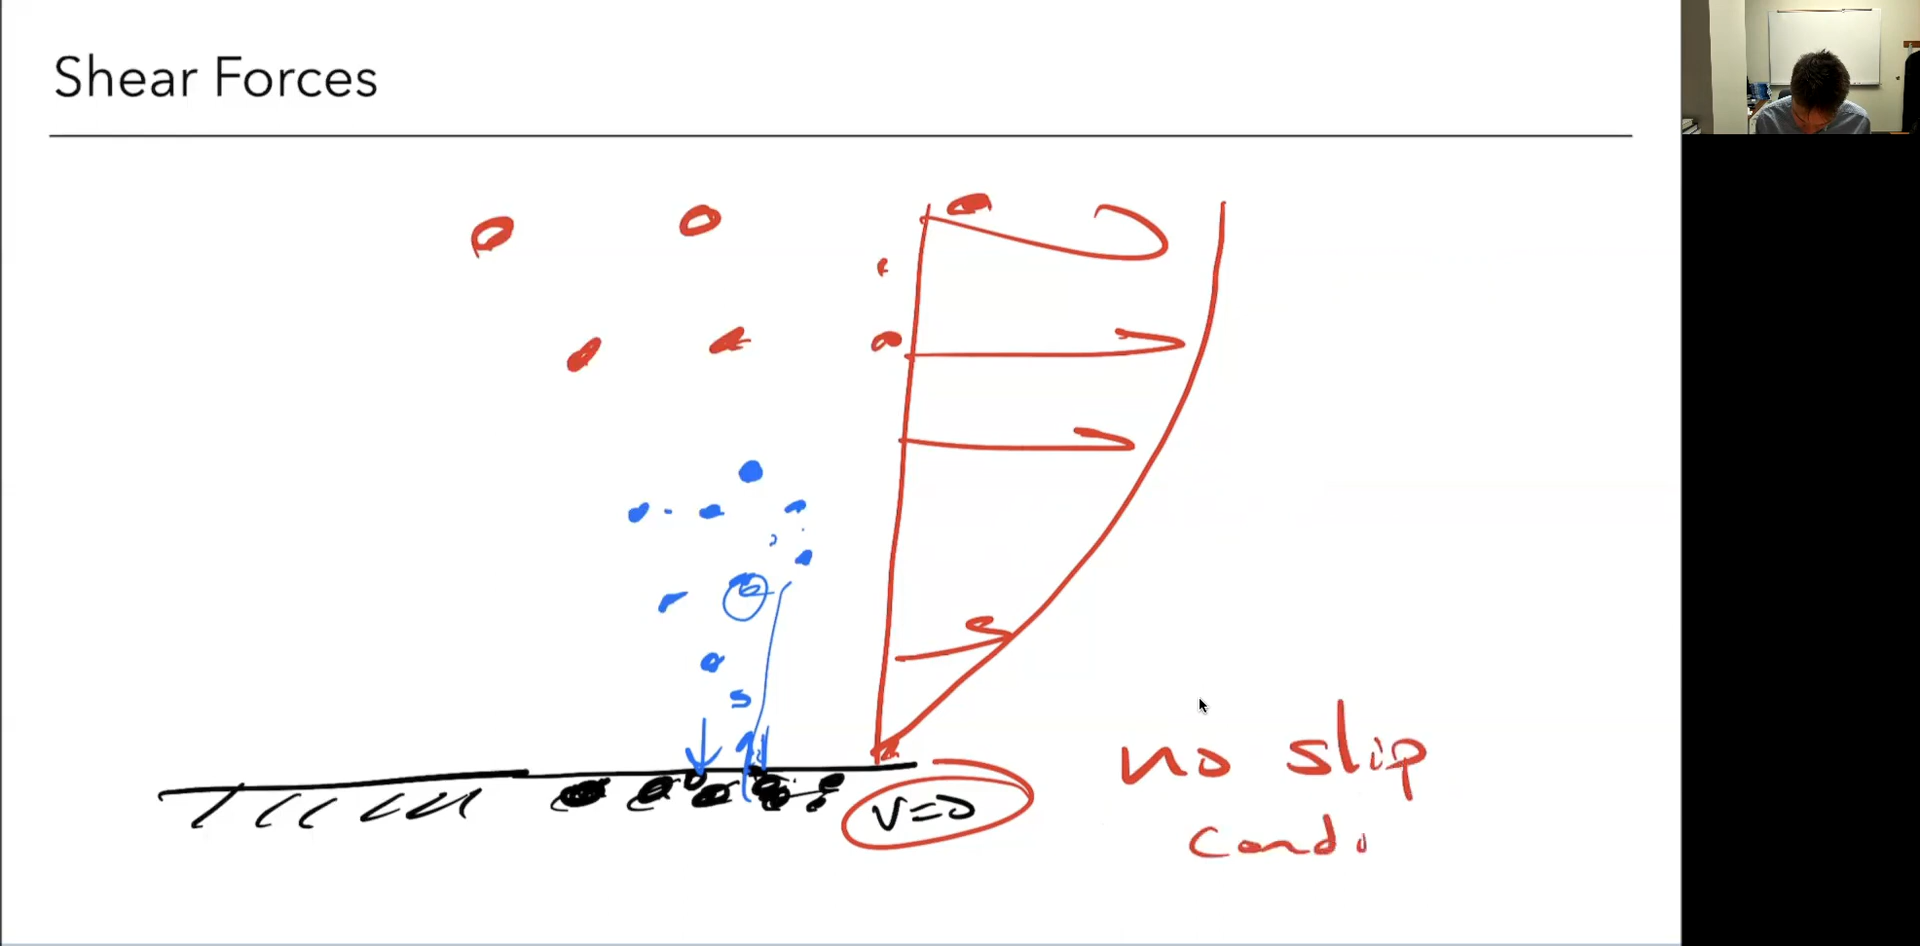 Shear Forces
v=0
no slip
cond.